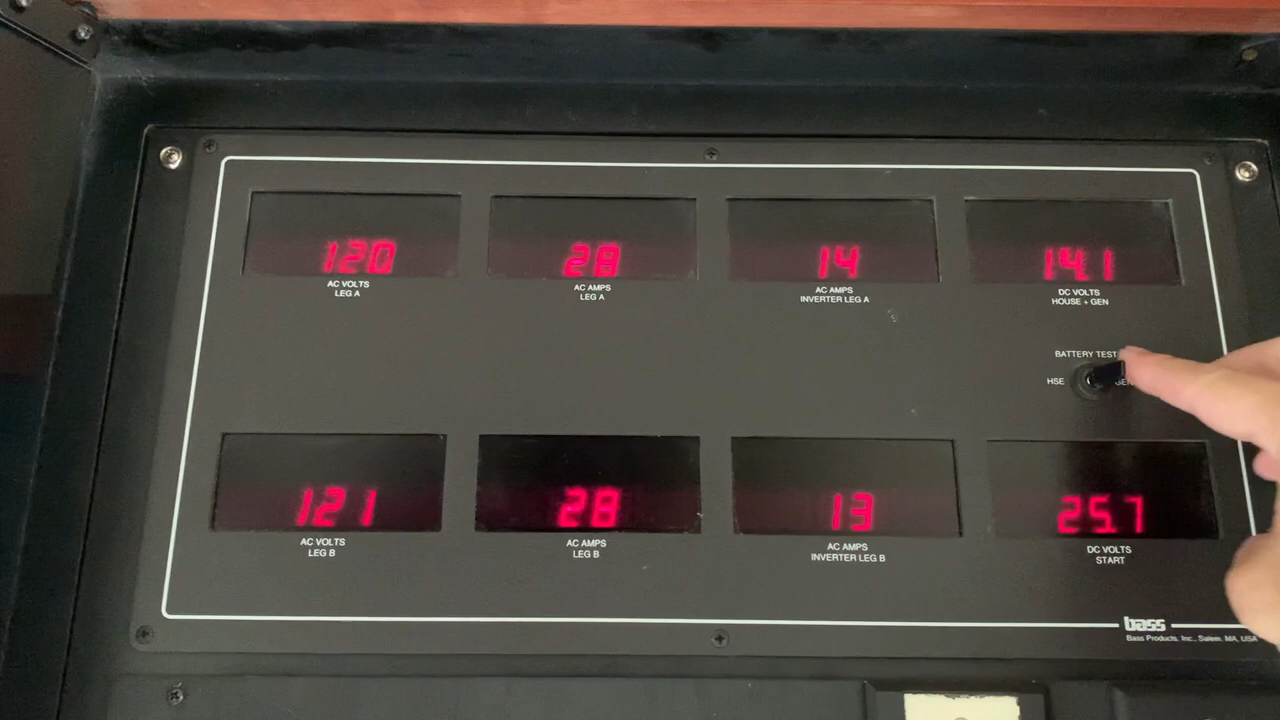 120
AC VOLTS
LEG A
28
AC AMPS
LEG A
14
AC AMPS
INVERTER LEG A
14.1
DC VOLTS
HOUSE + GEN
BATTERY TEST
HSE
121
AC VOLTS
LEG B
28
AC AMPS
LEG B
13
AC AMPS
INVERTER LEG B
25.7
DC VOLTS
START
bass
Bass Products, Inc., Salem, MA, USA